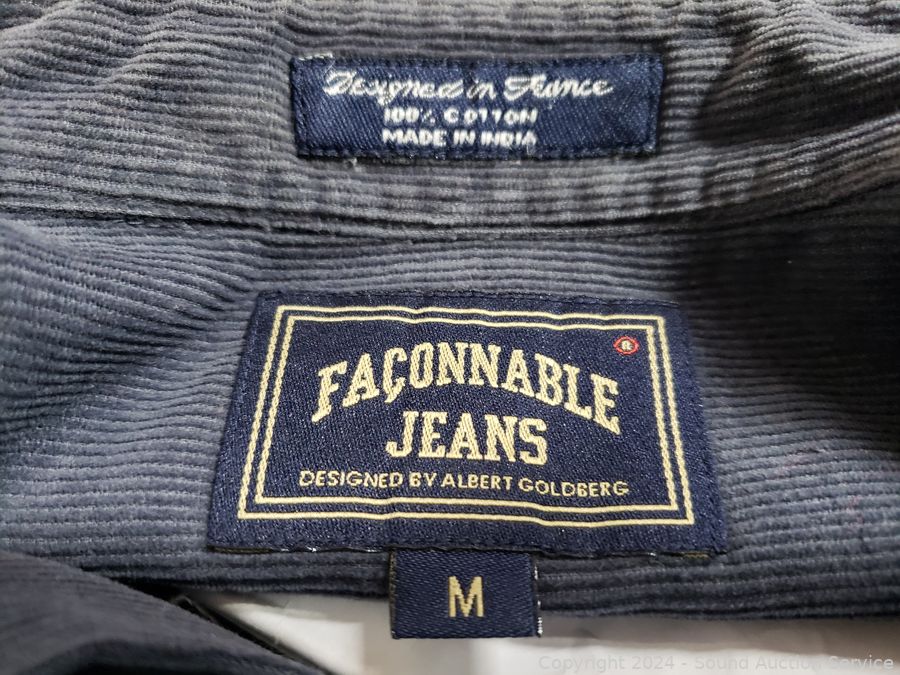 Designed in France
100% COTTON
MADE IN INDIA
®
FAÇONNABLE
JEANS
DESIGNED BY ALBERT GOLDBERG
M
Copyright 2024 - Sound Auction Service